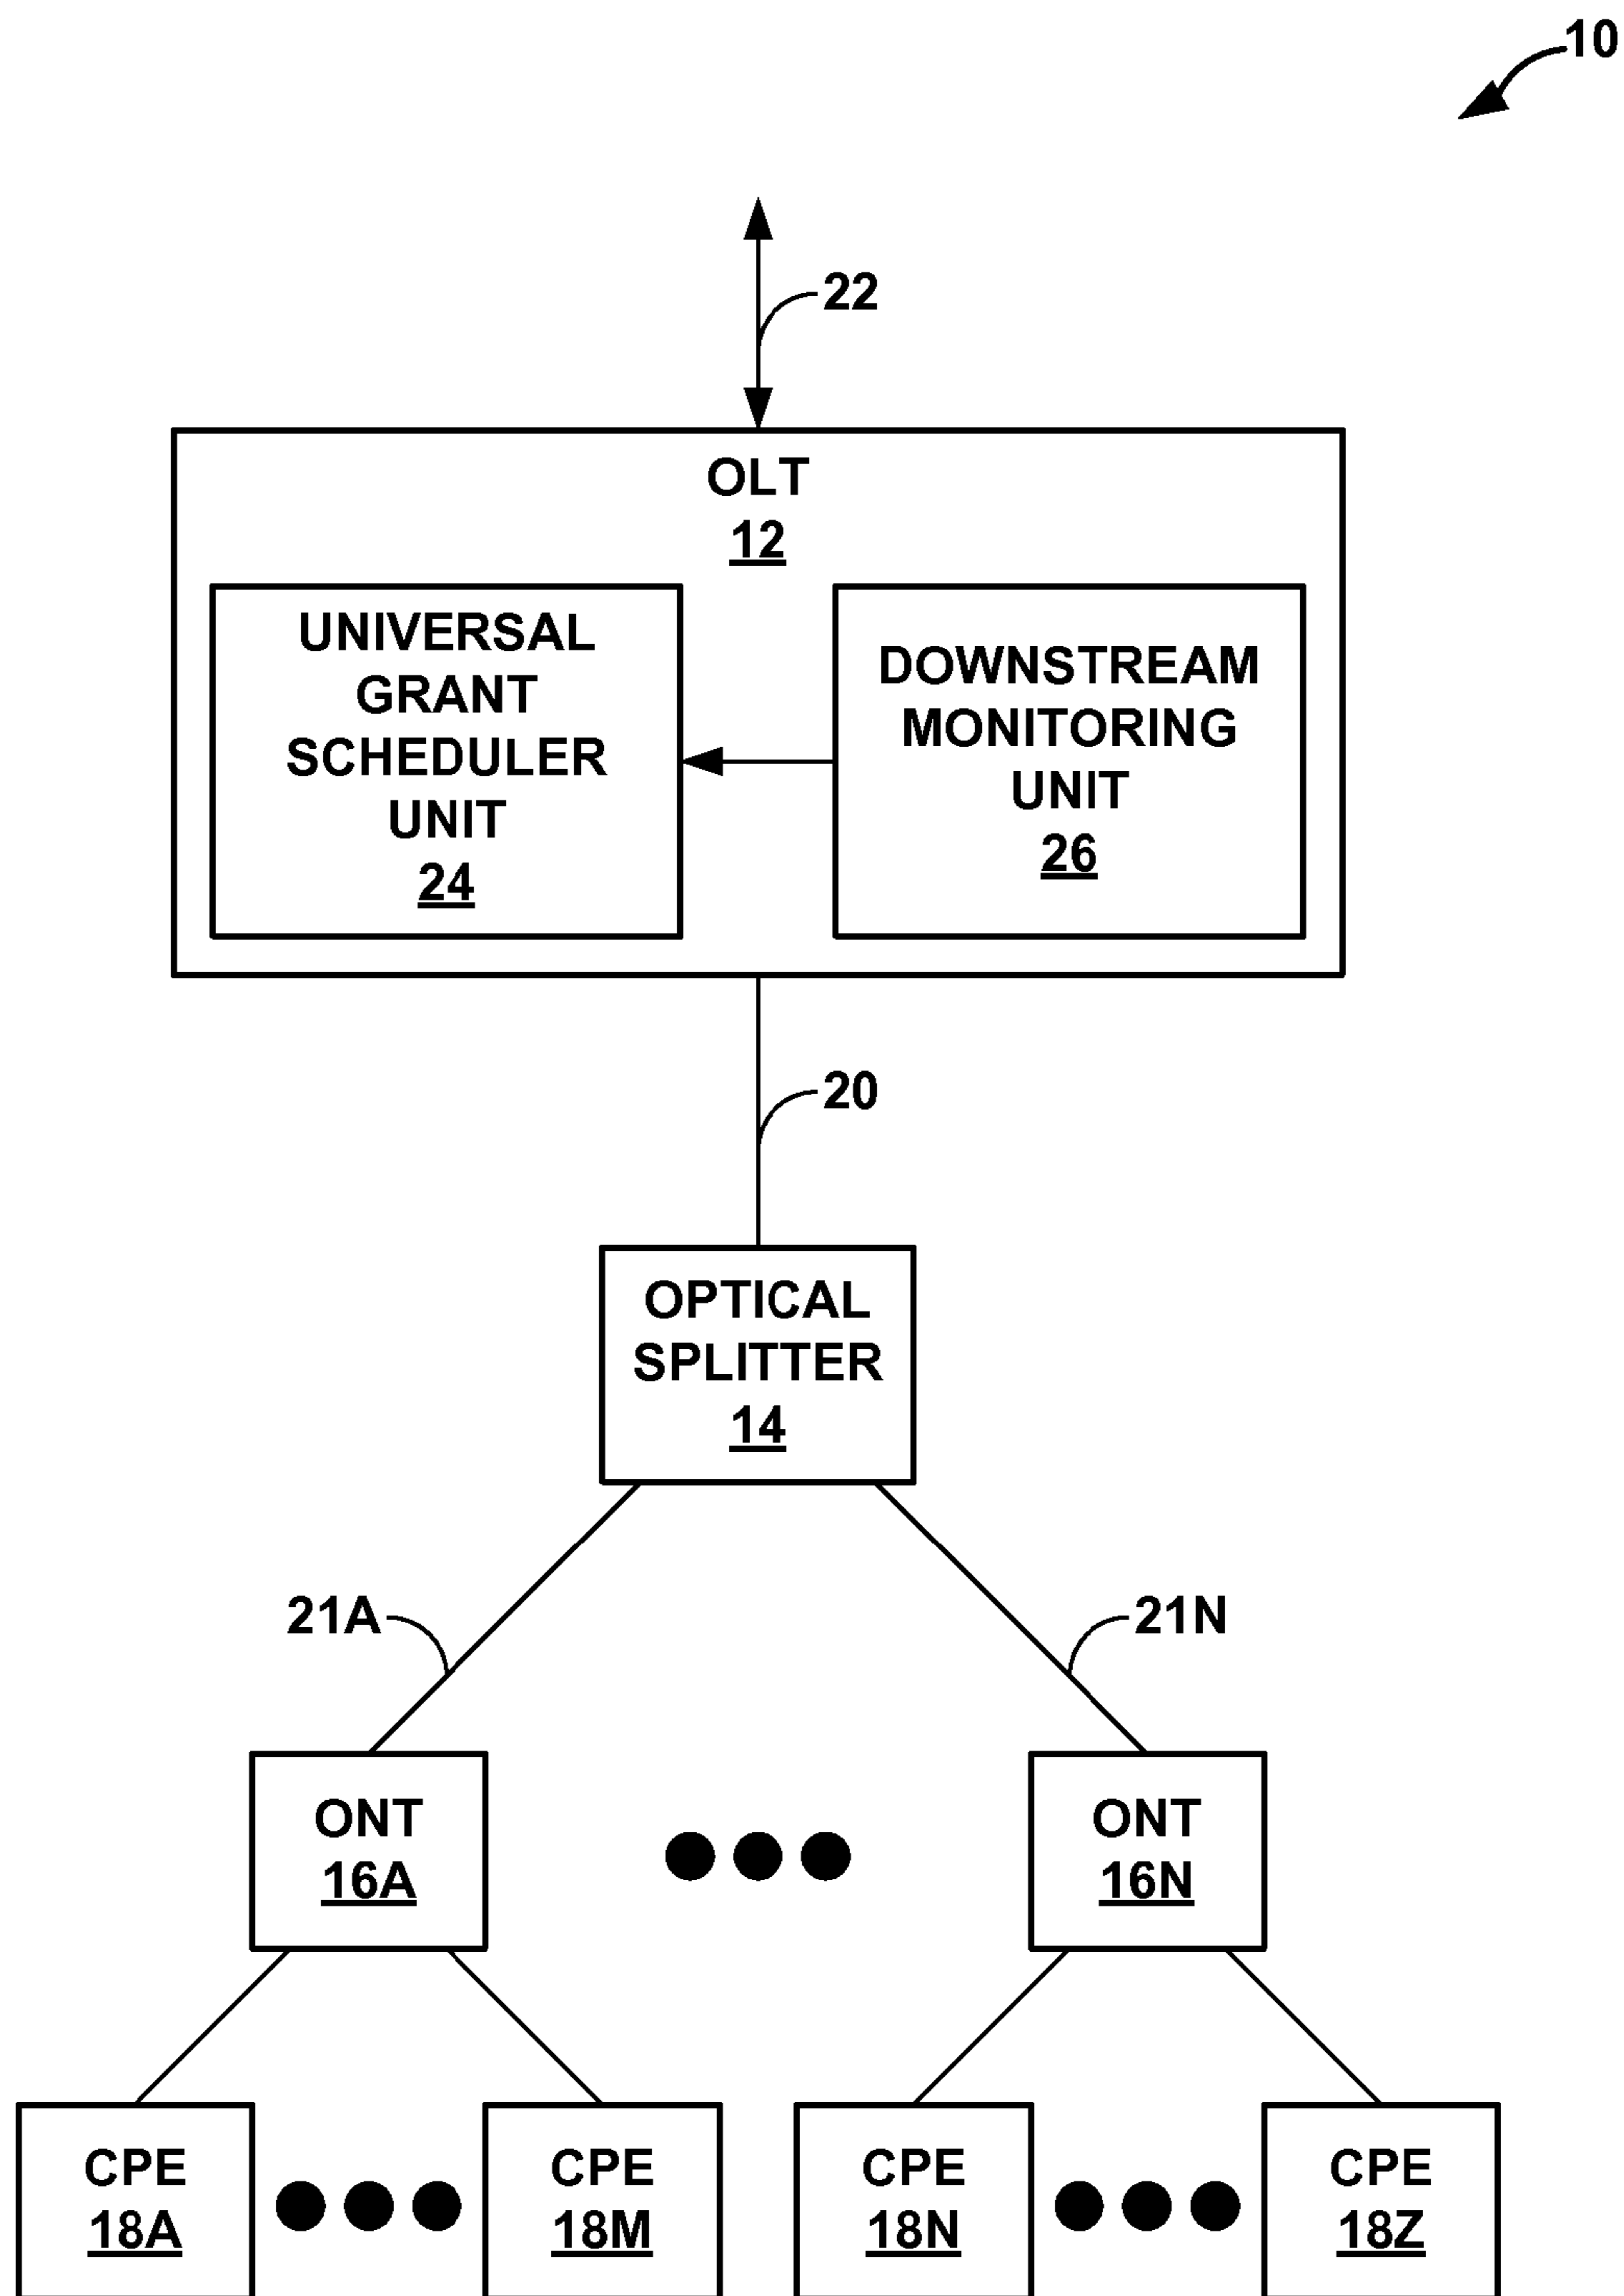 10
22
OLT
12
UNIVERSAL
GRANT
SCHEDULER
UNIT
24
DOWNSTREAM
MONITORING
UNIT
26
20
OPTICAL
SPLITTER
14
21A
21N
ONT
16A
ONT
16N
CPE
18A
CPE
18M
CPE
18N
CPE
18Z